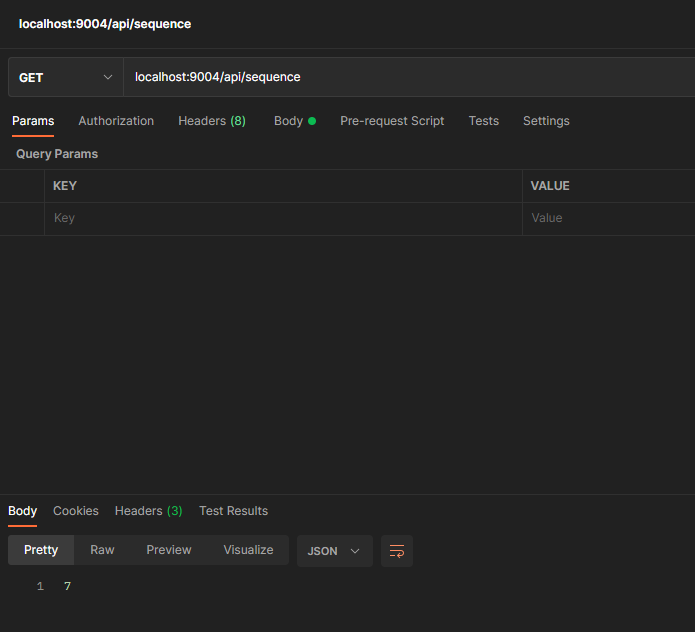 localhost:9004/api/sequence
GET localhost:9004/api/sequence
Params Authorization Headers (8) Body Pre-request Script Tests Settings
Query Params
KEY VALUE
Key Value
Body Cookies Headers (3) Test Results
Pretty Raw Preview Visualize JSON
1 7